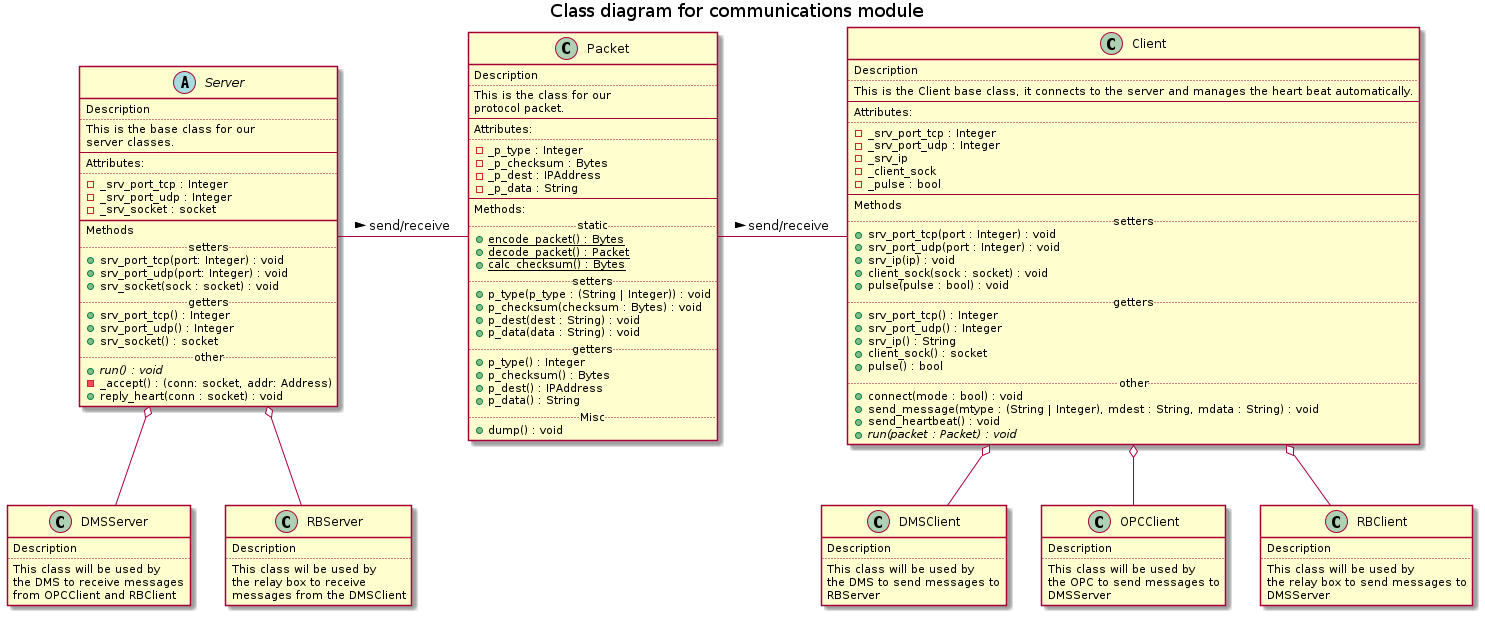 Class diagram for communications module
A Server
Description
This is the base class for our
server classes.
Attributes:
_srv_port_tcp : Integer
_srv_port_udp : Integer
_srv_socket : socket
Methods
setters
srv_port_tcp(port: Integer) : void
srv_port_udp(port: Integer) : void
srv_socket(sock : socket) : void
getters
srv_port_tcp() : Integer
srv_port_udp() : Integer
srv_socket() : socket
other
run() : void
_accept() : (conn: socket, addr: Address)
reply_heart(conn : socket) : void
send/receive
C Packet
Description
This is the class for our
protocol packet.
Attributes:
_p_type : Integer
_p_checksum : Bytes
_p_dest : IPAddress
_p_data : String
Methods:
static
encode_packet() : Bytes
decode_packet() : Packet
calc_checksum() : Bytes
setters
p_type(p_type : (String | Integer)) : void
p_checksum(checksum : Bytes) : void
p_dest(dest : String) : void
p_data(data : String) : void
getters
p_type() : Integer
p_checksum() : Bytes
p_dest() : IPAddress
p_data() : String
Misc
dump() : void
send/receive
C Client
Description
This is the Client base class, it connects to the server and manages the heart beat automatically.
Attributes:
_srv_port_tcp : Integer
_srv_port_udp : Integer
_srv_ip
_client_sock
_pulse : bool
Methods
setters
srv_port_tcp(port : Integer) : void
srv_port_udp(port : Integer) : void
srv_ip(ip) : void
client_sock(sock : socket) : void
pulse(pulse : bool) : void
getters
srv_port_tcp() : Integer
srv_port_udp() : Integer
srv_ip() : String
client_sock() : socket
pulse() : bool
other
connect(mode : bool) : void
send_message(mtype : (String | Integer), mdest : String, mdata : String) : void
send_heartbeat() : void
run(packet : Packet) : void
C DMSServer
Description
This class will be used by
the DMS to receive messages
from OPCClient and RBClient
C RBServer
Description
This class wil be used by
the relay box to receive
messages from the DMSClient
C DMSClient
Description
This class will be used by
the DMS to send messages to
RBServer
C OPCClient
Description
This class will be used by
the OPC to send messages to
DMSServer
C RBClient
Description
This class will be used by
the relay box to send messages to
DMSServer